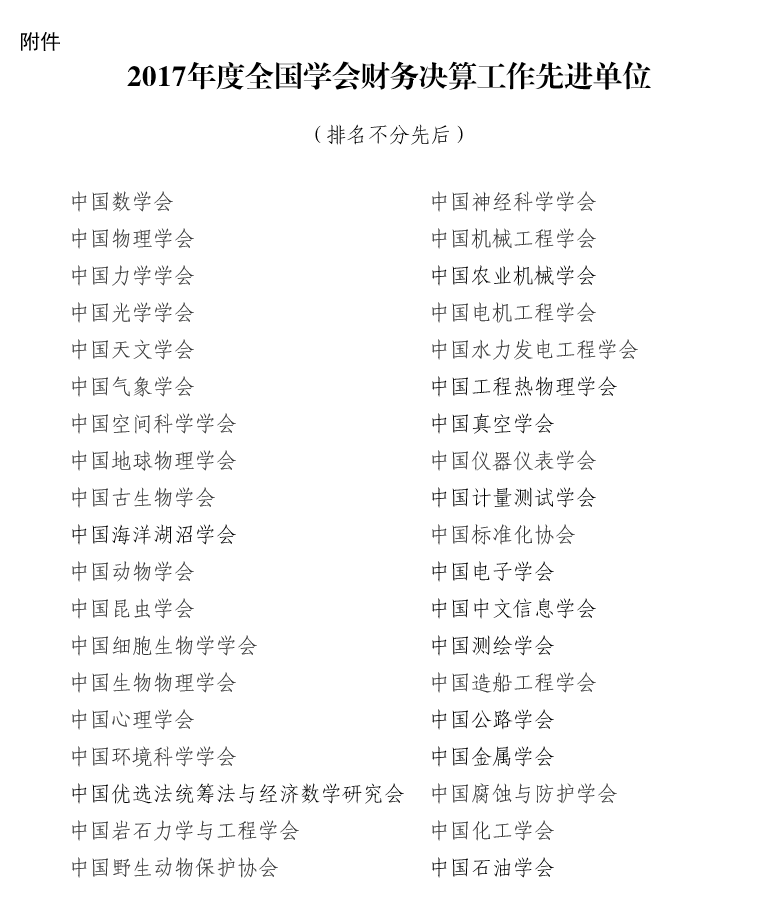 附件
2017年度全国学会财务决算工作先进单位
（排名不分先后）
中国数学会 中国神经科学学会
中国物理学会 中国机械工程学会
中国力学学会 中国农业机械学会
中国光学学会 中国电机工程学会
中国天文学会 中国水力发电工程学会
中国气象学会 中国工程热物理学会
中国空间科学学会 中国真空学会
中国地球物理学会 中国仪器仪表学会
中国古生物学会 中国计量测试学会
中国海洋湖沼学会 中国标准化协会
中国动物学会 中国电子学会
中国昆虫学会 中国中文信息学会
中国细胞生物学学会 中国测绘学会
中国生物物理学会 中国造船工程学会
中国心理学会 中国公路学会
中国环境科学学会 中国金属学会
中国优选法统筹法与经济数学研究会 中国腐蚀与防护学会
中国岩石力学与工程学会 中国化工学会
中国野生动物保护协会 中国石油学会